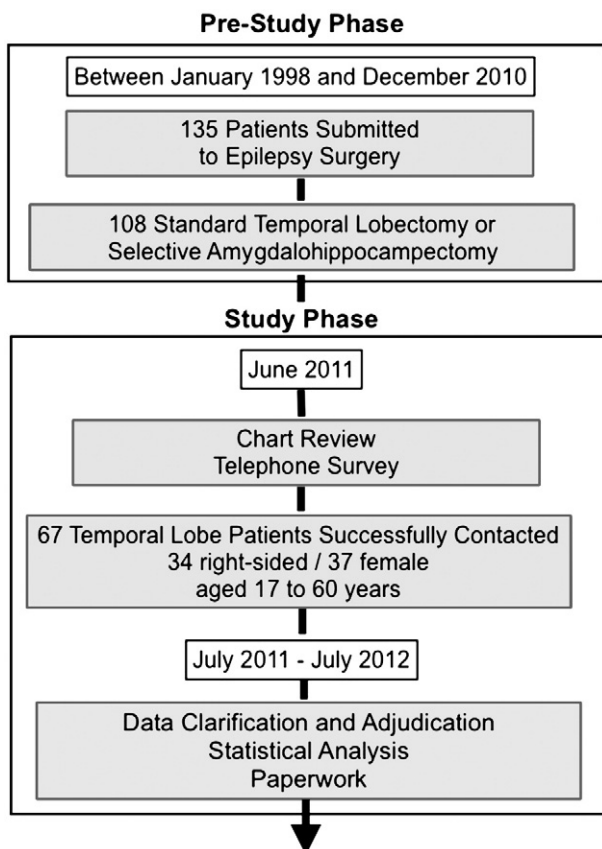 Pre-Study Phase
Between January 1998 and December 2010
135 Patients Submitted
to Epilepsy Surgery
108 Standard Temporal Lobectomy or
Selective Amygdalohippocampectomy
Study Phase
June 2011
Chart Review
Telephone Survey
67 Temporal Lobe Patients Successfully Contacted
34 right-sided / 37 female
aged 17 to 60 years
July 2011 - July 2012
Data Clarification and Adjudication
Statistical Analysis
Paperwork